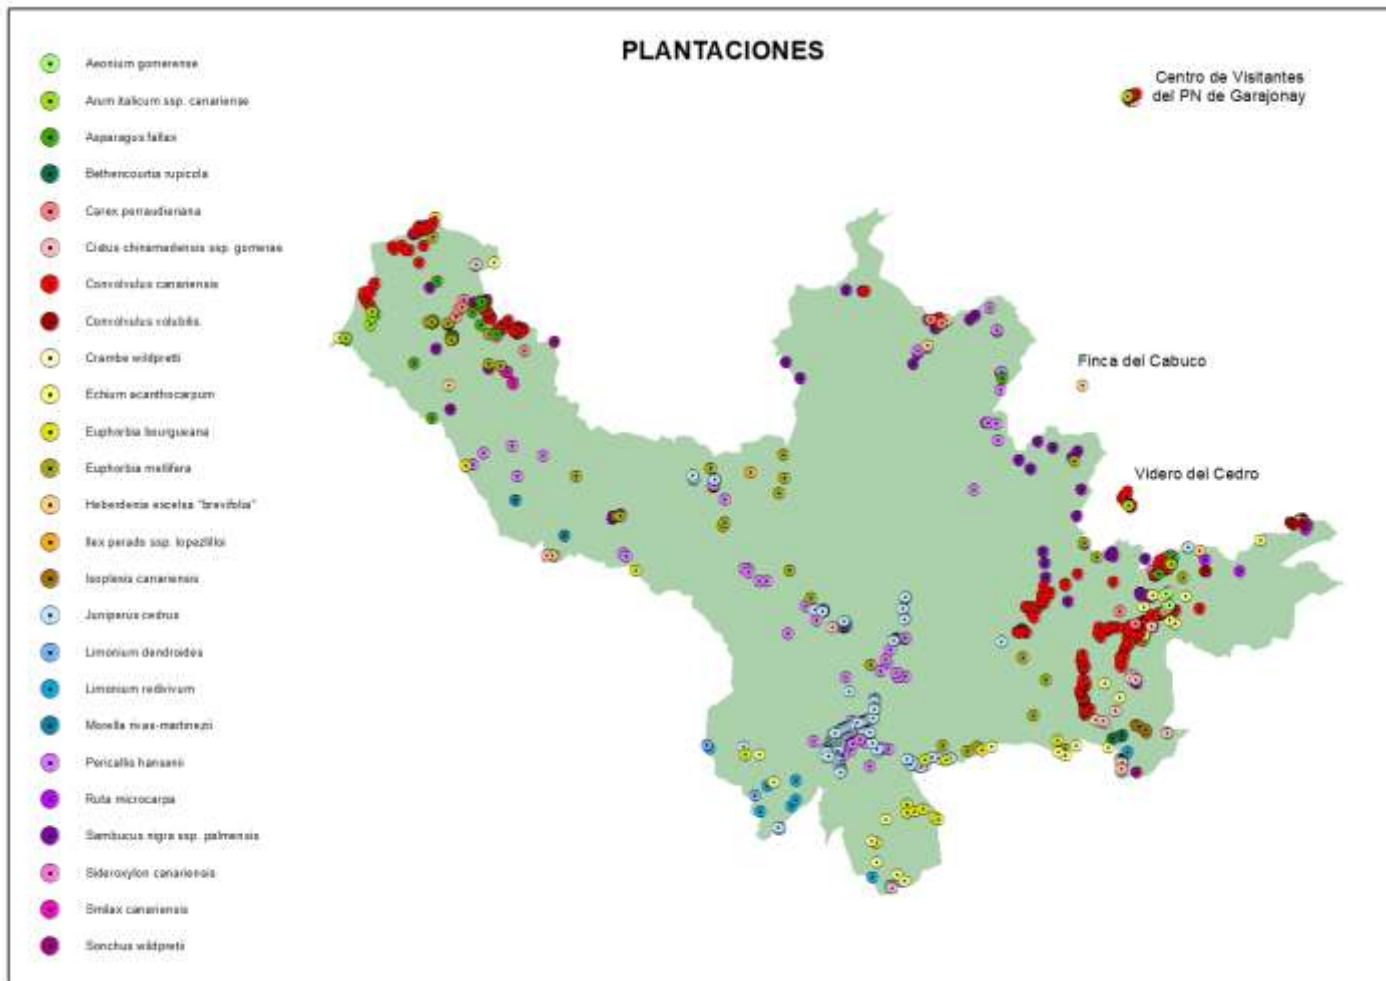 PLANTACIONES
Centro de Visitantes
del PN de Garajonay
Aeonium gomerense
Arum italicum ssp. canariense
Asparagus fallax
Bethencourtia rupicola
Carex perraudieriana
Cistus chinamadensis ssp. gomerae
Convolvulus canariensis
Convolvulus volubilis
Crambe wildpretii
Echium acanthocarpum
Euphorbia bourgueana
Euphorbia mellifera
Heberdenia excelsa "brevifolia"
Ilex perado ssp. lopezlilloi
Isoplexis canariensis
Juniperus cedrus
Limonium dendroides
Limonium redivivum
Morella rivas-martinezii
Pericallis hansenii
Ruta microcarpa
Sambucus nigra ssp. palmensis
Sideroxylon canariensis
Smilax canariensis
Sonchus wildpretii
Finca del Cabuco
Videro del Cedro